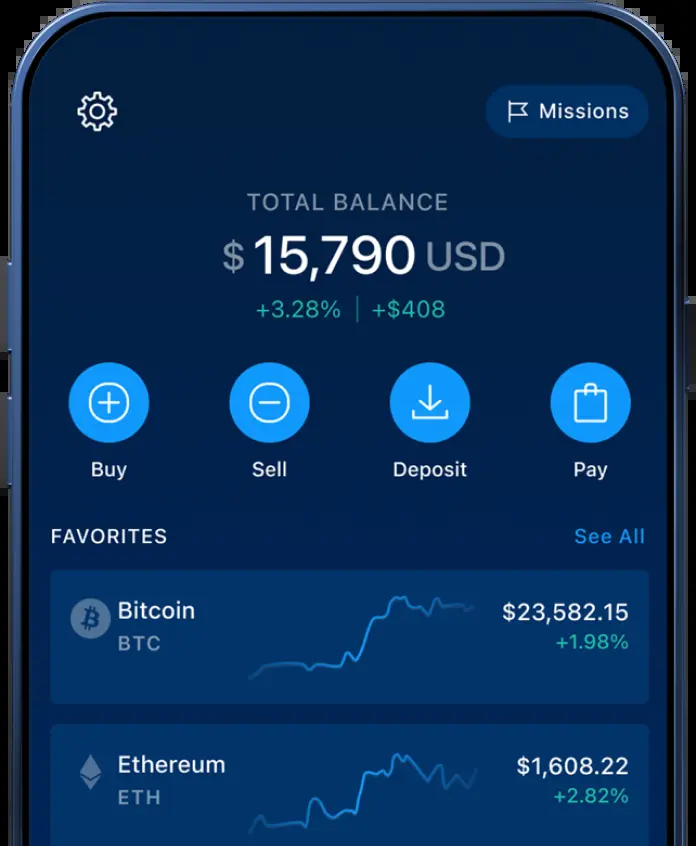 Missions
TOTAL BALANCE
$ 15,790 USD
+3.28% | +$408
Buy Sell Deposit Pay
FAVORITES See All
Bitcoin $23,582.15
BTC +1.98%
Ethereum $1,608.22
ETH +2.82%